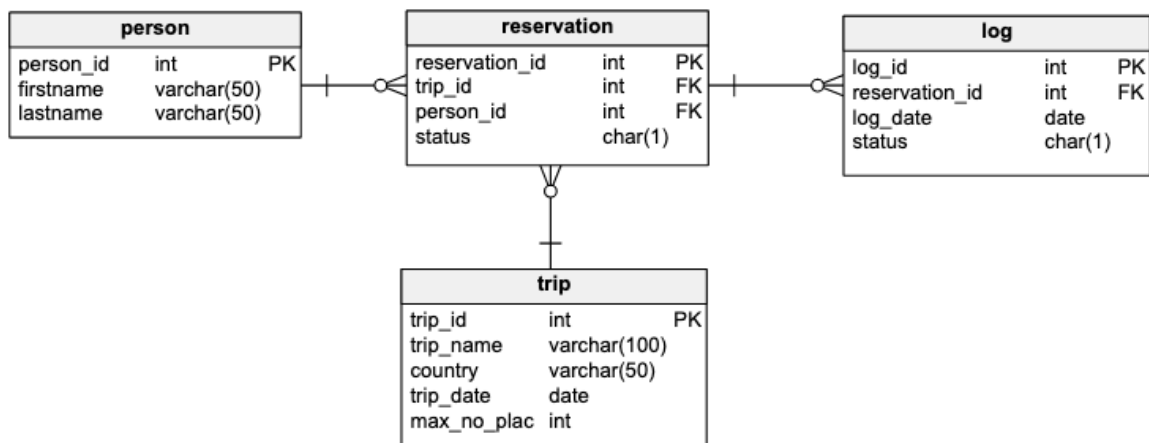 person
person_id int PK
firstname varchar(50)
lastname varchar(50)
reservation
reservation_id int PK
trip_id int FK
person_id int FK
status char(1)
log
log_id int PK
reservation_id int FK
log_date date
status char(1)
trip
trip_id int PK
trip_name varchar(100)
country varchar(50)
trip_date date
max_no_plac int